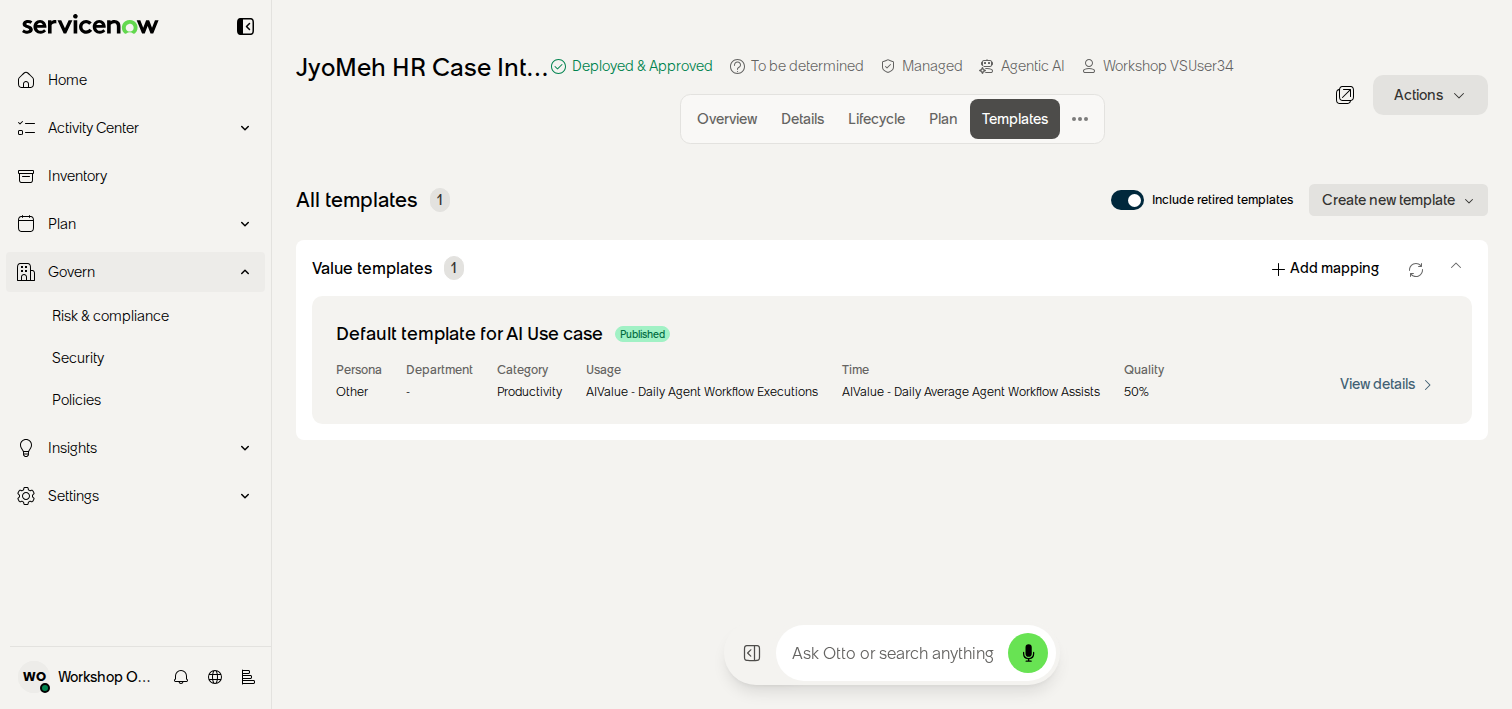 servicenow
Home
Activity Center
Inventory
Plan
Govern
Risk & compliance
Security
Policies
Insights
Settings
WO Workshop O...
JyoMeh HR Case Int... Deployed & Approved To be determined Managed Agentic AI Workshop VSUser34
Actions
Overview Details Lifecycle Plan Templates
All templates 1
Include retired templates Create new template
Value templates 1
Add mapping
Default template for AI Use case Published
Persona Department Category Usage Time Quality
Other - Productivity AIValue - Daily Agent Workflow Executions AIValue - Daily Average Agent Workflow Assists 50%
View details
Ask Otto or search anything